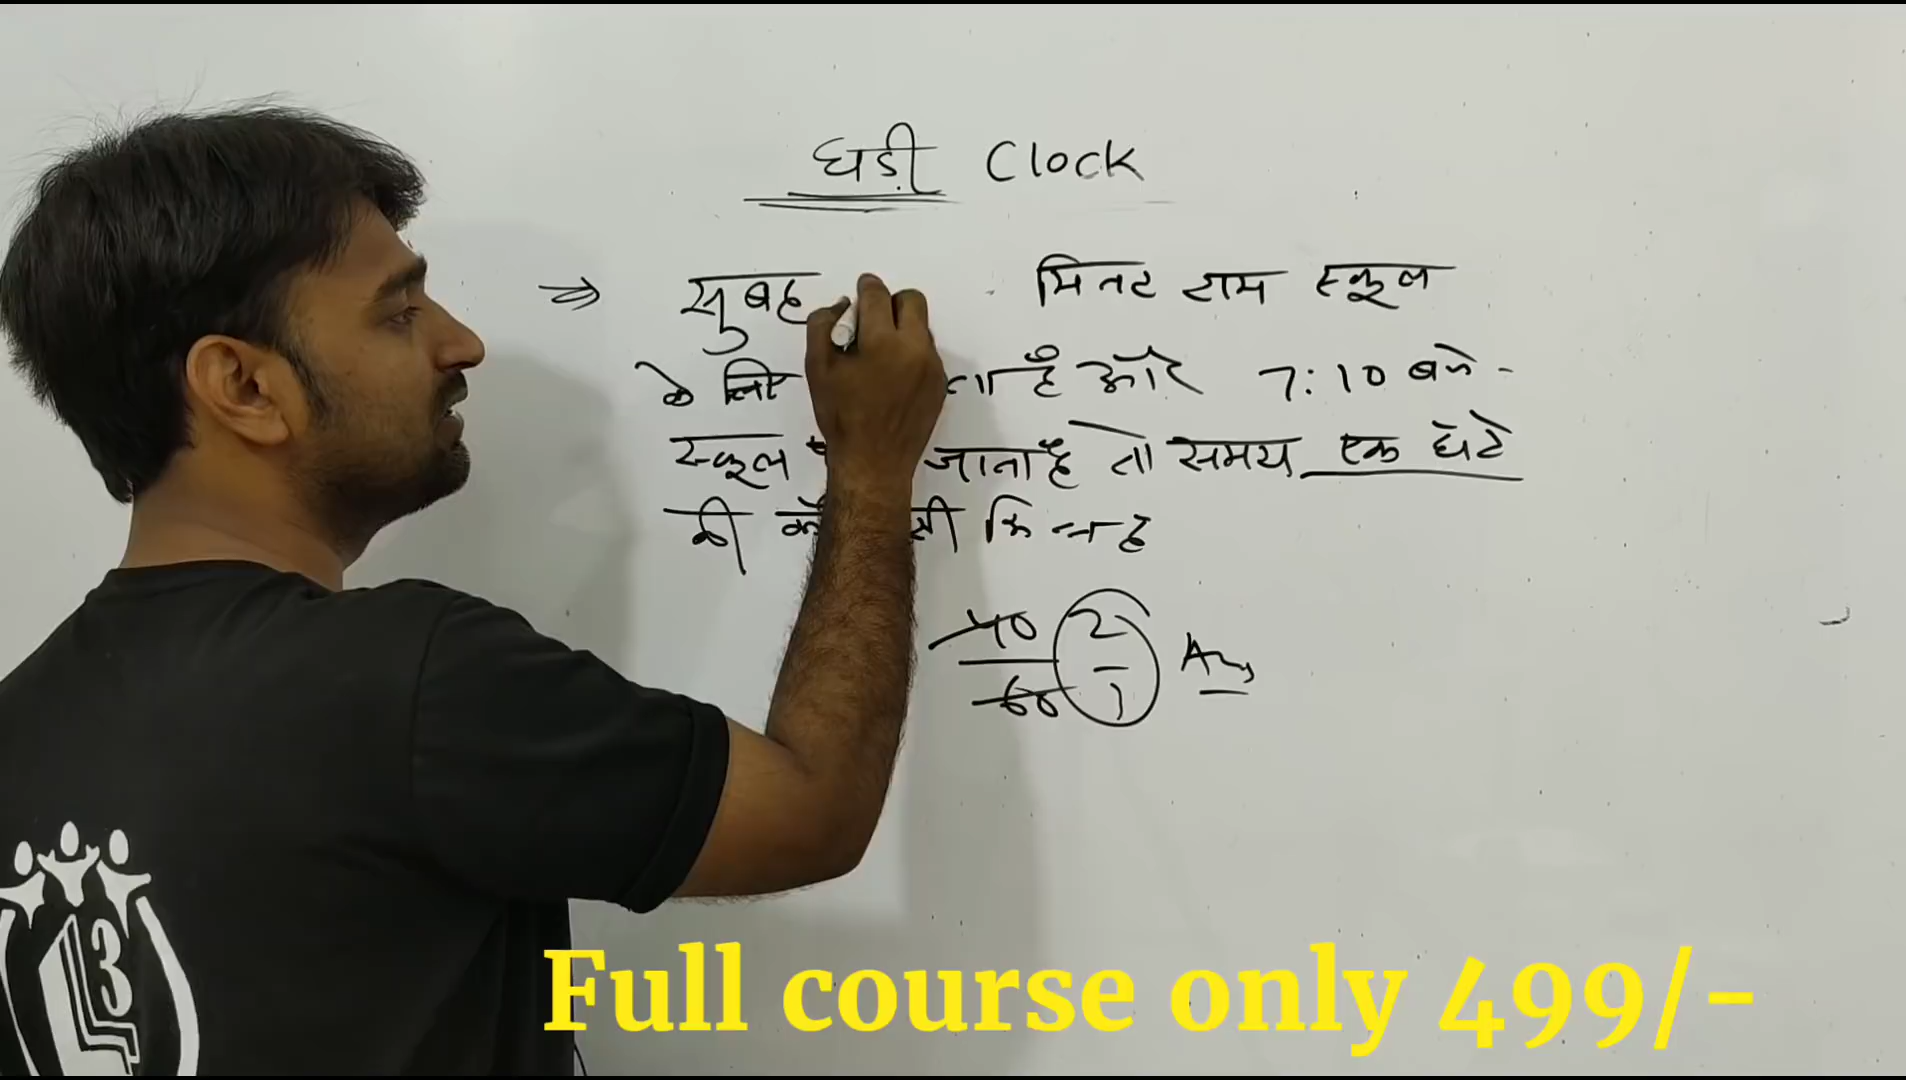 घड़ी Clock
⇒ सुबह मिनट राम स्कूल
के लिए ता है और 7:10 बजे
स्कूल जाता है तो समय एक घंटे
की सी भिन्न है
40 2
60 1 Ans
3
Full course only 499/-